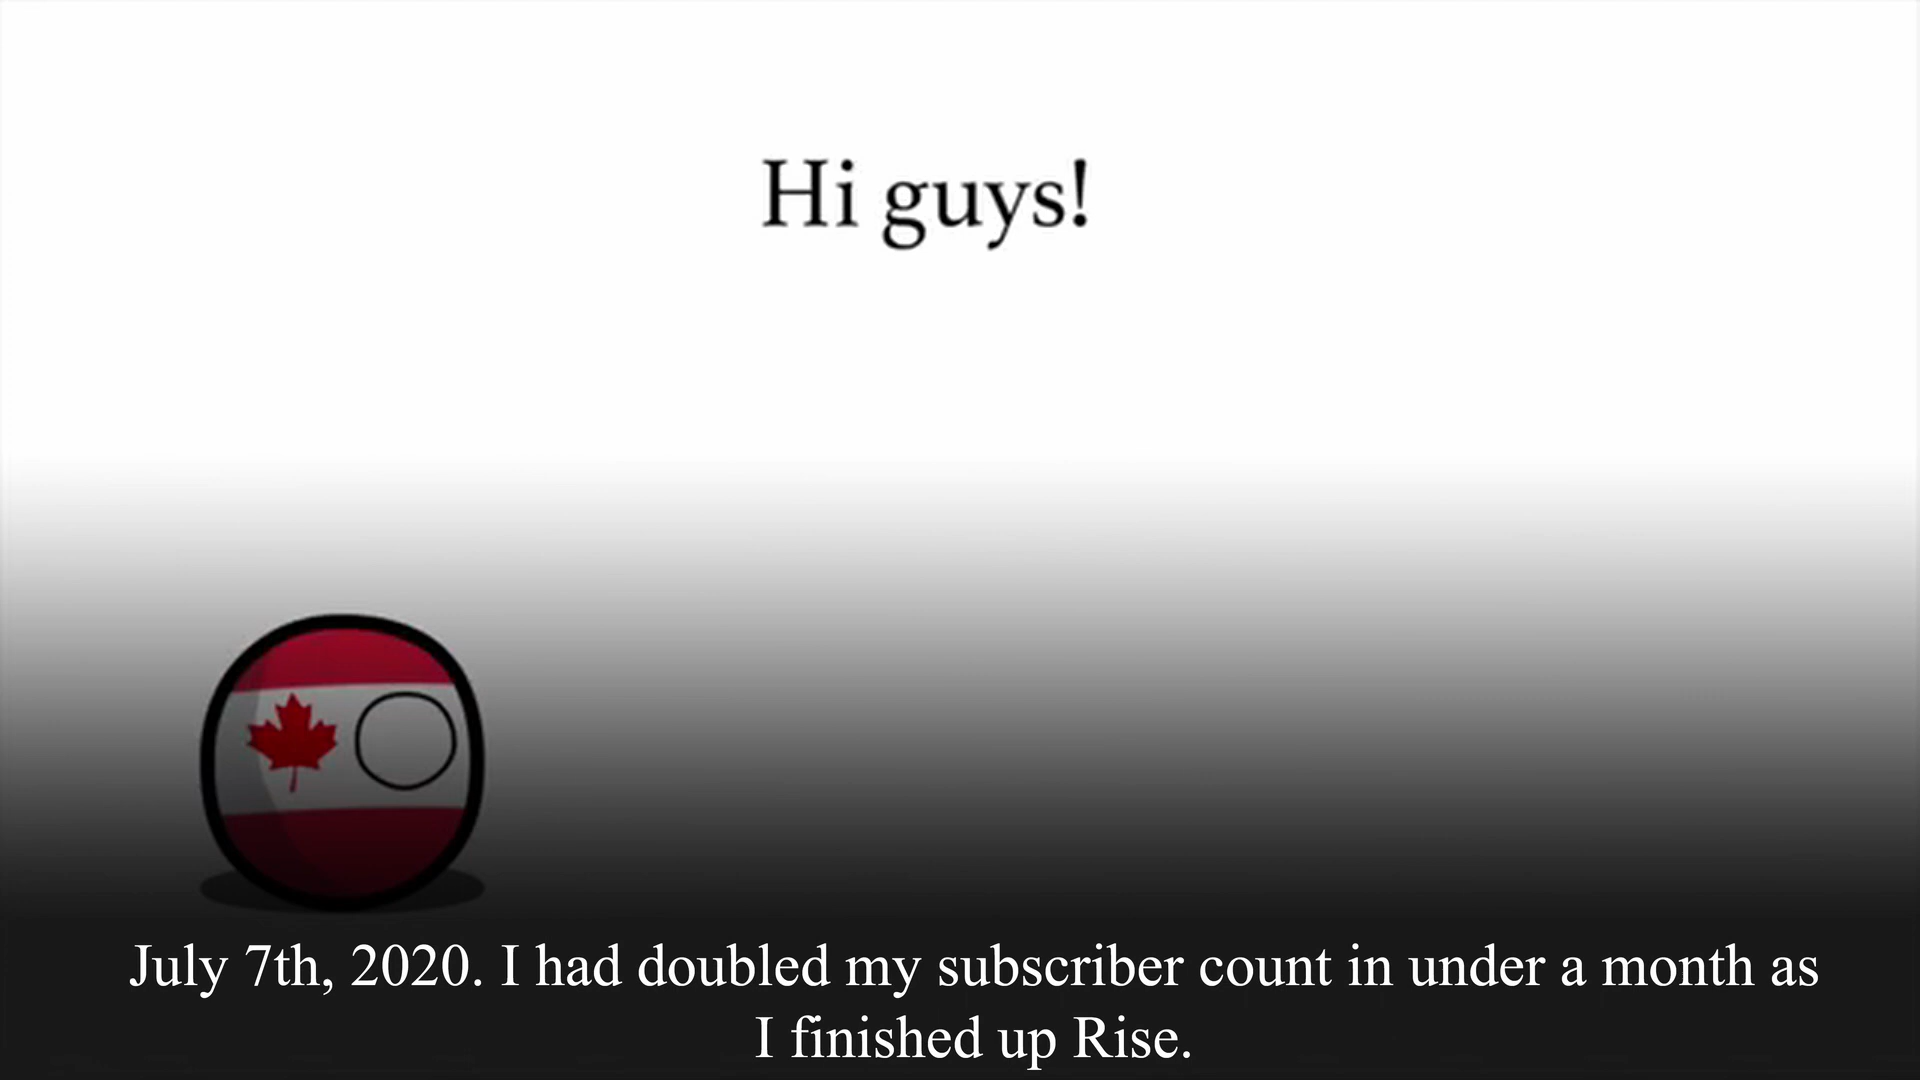 Hi guys!
July 7th, 2020. I had doubled my subscriber count in under a month as
I finished up Rise.